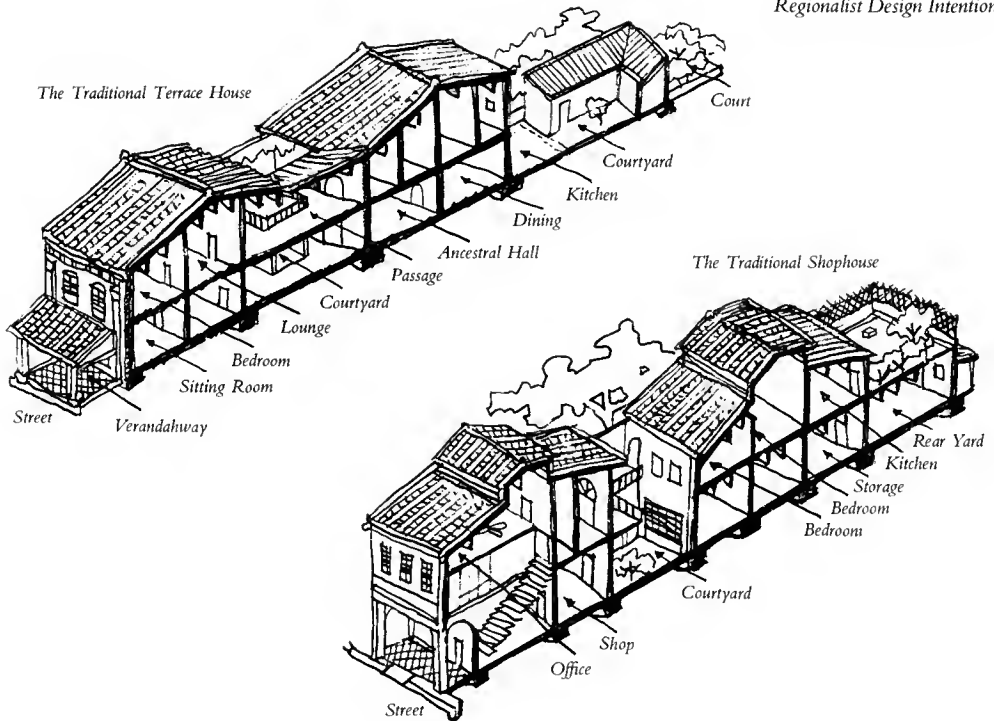 Regionalist Design Intention
The Traditional Terrace House
Court
Courtyard
Kitchen
Dining
Ancestral Hall
Passage
Courtyard
Lounge
Bedroom
Sitting Room
Verandahway
Street
The Traditional Shophouse
Rear Yard
Kitchen
Storage
Bedroom
Bedroom
Courtyard
Shop
Office
Street